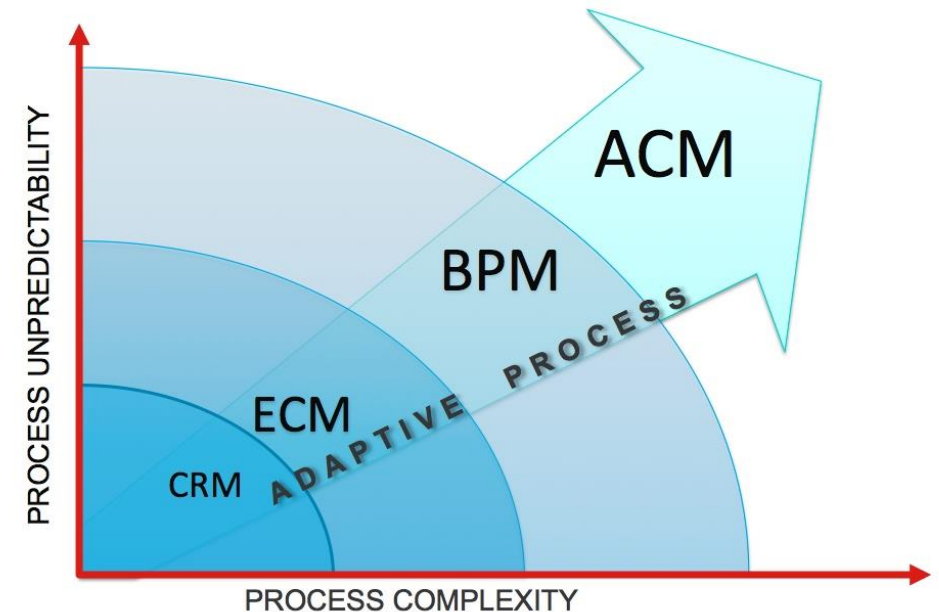 PROCESS UNPREDICTABILITY
ACM
BPM
ADAPTIVE PROCESS
ECM
CRM
PROCESS COMPLEXITY